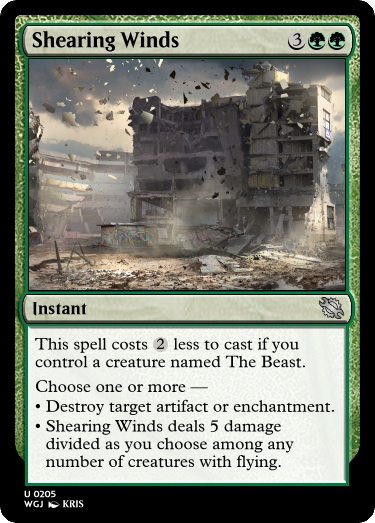 Shearing Winds 3
Instant
This spell costs 2 less to cast if you
control a creature named The Beast.
Choose one or more —
• Destroy target artifact or enchantment.
• Shearing Winds deals 5 damage
divided as you choose among any
number of creatures with flying.
U 0205
WGJ KRIS